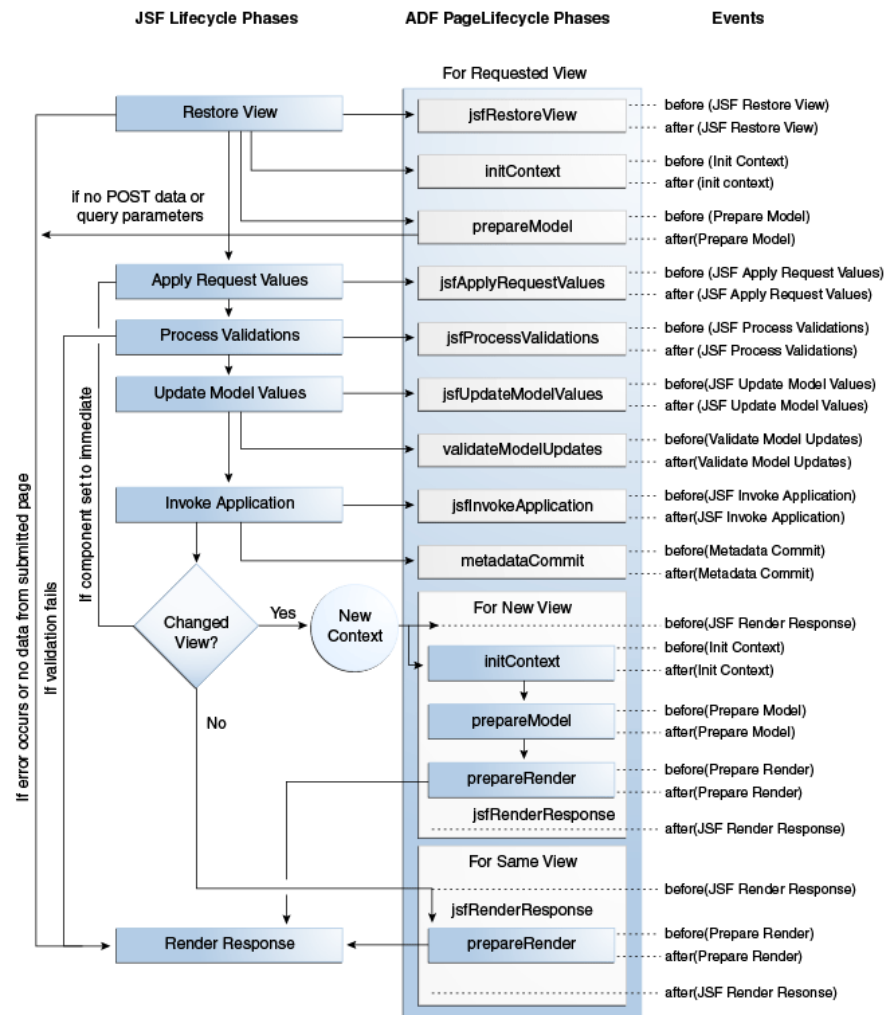 JSF Lifecycle Phases
ADF PageLifecycle Phases
Events
For Requested View
Restore View
jsfRestoreView
before (JSF Restore View)
after (JSF Restore View)
initContext
before (Init Context)
after (init context)
if no POST data or
query parameters
prepareModel
before (Prepare Model)
after(Prepare Model)
Apply Request Values
jsfApplyRequestValues
before (JSF Apply Request Values)
after (JSF Apply Request Values)
Process Validations
jsfProcessValidations
before (JSF Process Validations)
after (JSF Process Validations)
Update Model Values
jsfUpdateModelValues
before(JSF Update Model Values)
after (JSF Update Model Values)
validateModelUpdates
before(Validate Model Updates)
after(Validate Model Updates)
Invoke Application
jsfInvokeApplication
before(JSF Invoke Application)
after(JSF Invoke Application)
metadataCommit
before(Metadata Commit)
after(Metadata Commit)
If error occurs or no data from submitted page
If validation fails
If component set to immediate
Changed
View?
Yes
No
New
Context
For New View
before(JSF Render Response)
initContext
before(Init Context)
after(Init Context)
prepareModel
before(Prepare Model)
after(Prepare Model)
prepareRender
before(Prepare Render)
after(Prepare Render)
jsfRenderResponse
after(JSF Render Response)
For Same View
before(JSF Render Response)
jsfRenderResponse
Render Response
prepareRender
before(Prepare Render)
after(Prepare Render)
after(JSF Render Resonse)